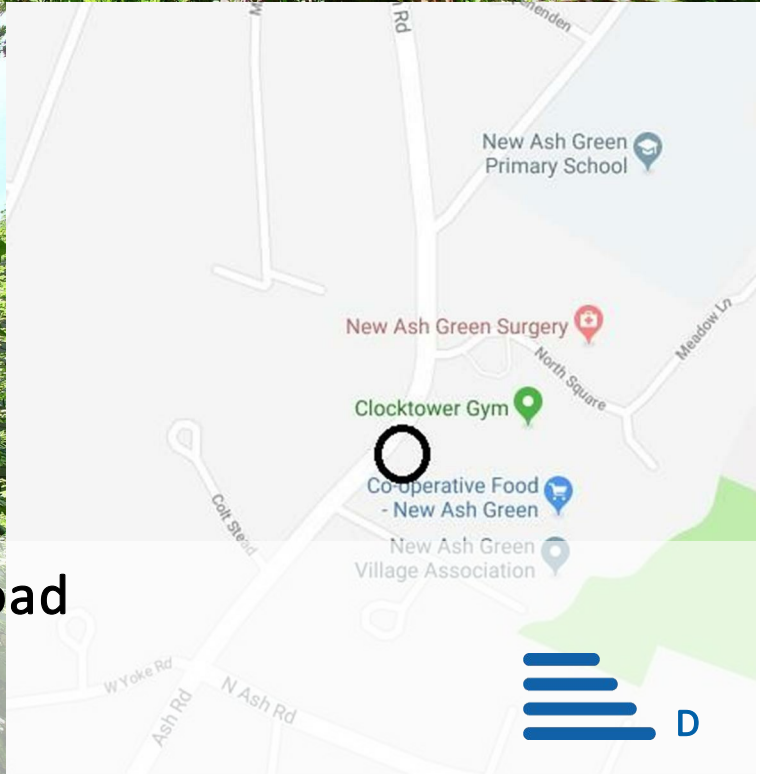 Rd
New Ash Green
Primary School
New Ash Green Surgery
Meadow Ln
North Square
Clocktower Gym
Co-operative Food
- New Ash Green
Colt Stead
New Ash Green
Village Association
oad
W Yoke Rd
N Ash Rd
Ash Rd
D